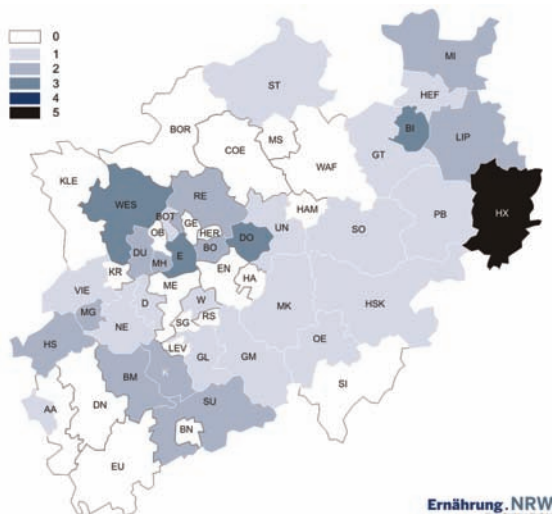 0
1
2
3
4
5
MI
ST
HEF
BI
BOR
MS
LIP
COE
WAF
GT
KLE
WES
RE
HX
BOT
GE
HAM
PB
OB
HER
DO
UN
SO
DU
BO
MH
E
EN
KR
HA
ME
VIE
D
W
MK
HSK
MG
NE
SG
RS
HS
LEV
OE
GL
GM
BM
K
SI
AA
DN
SU
BN
EU
Ernährung.NRW